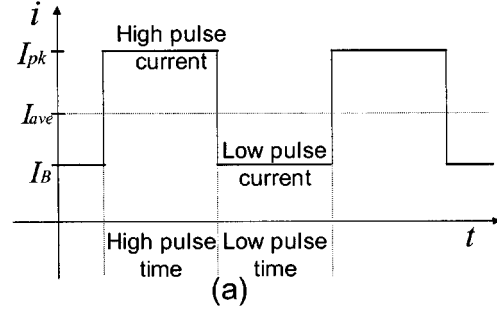 i
High pulse
current
I_pk
I_ave
Low pulse
current
I_B
High pulse
time
Low pulse
time
t
(a)